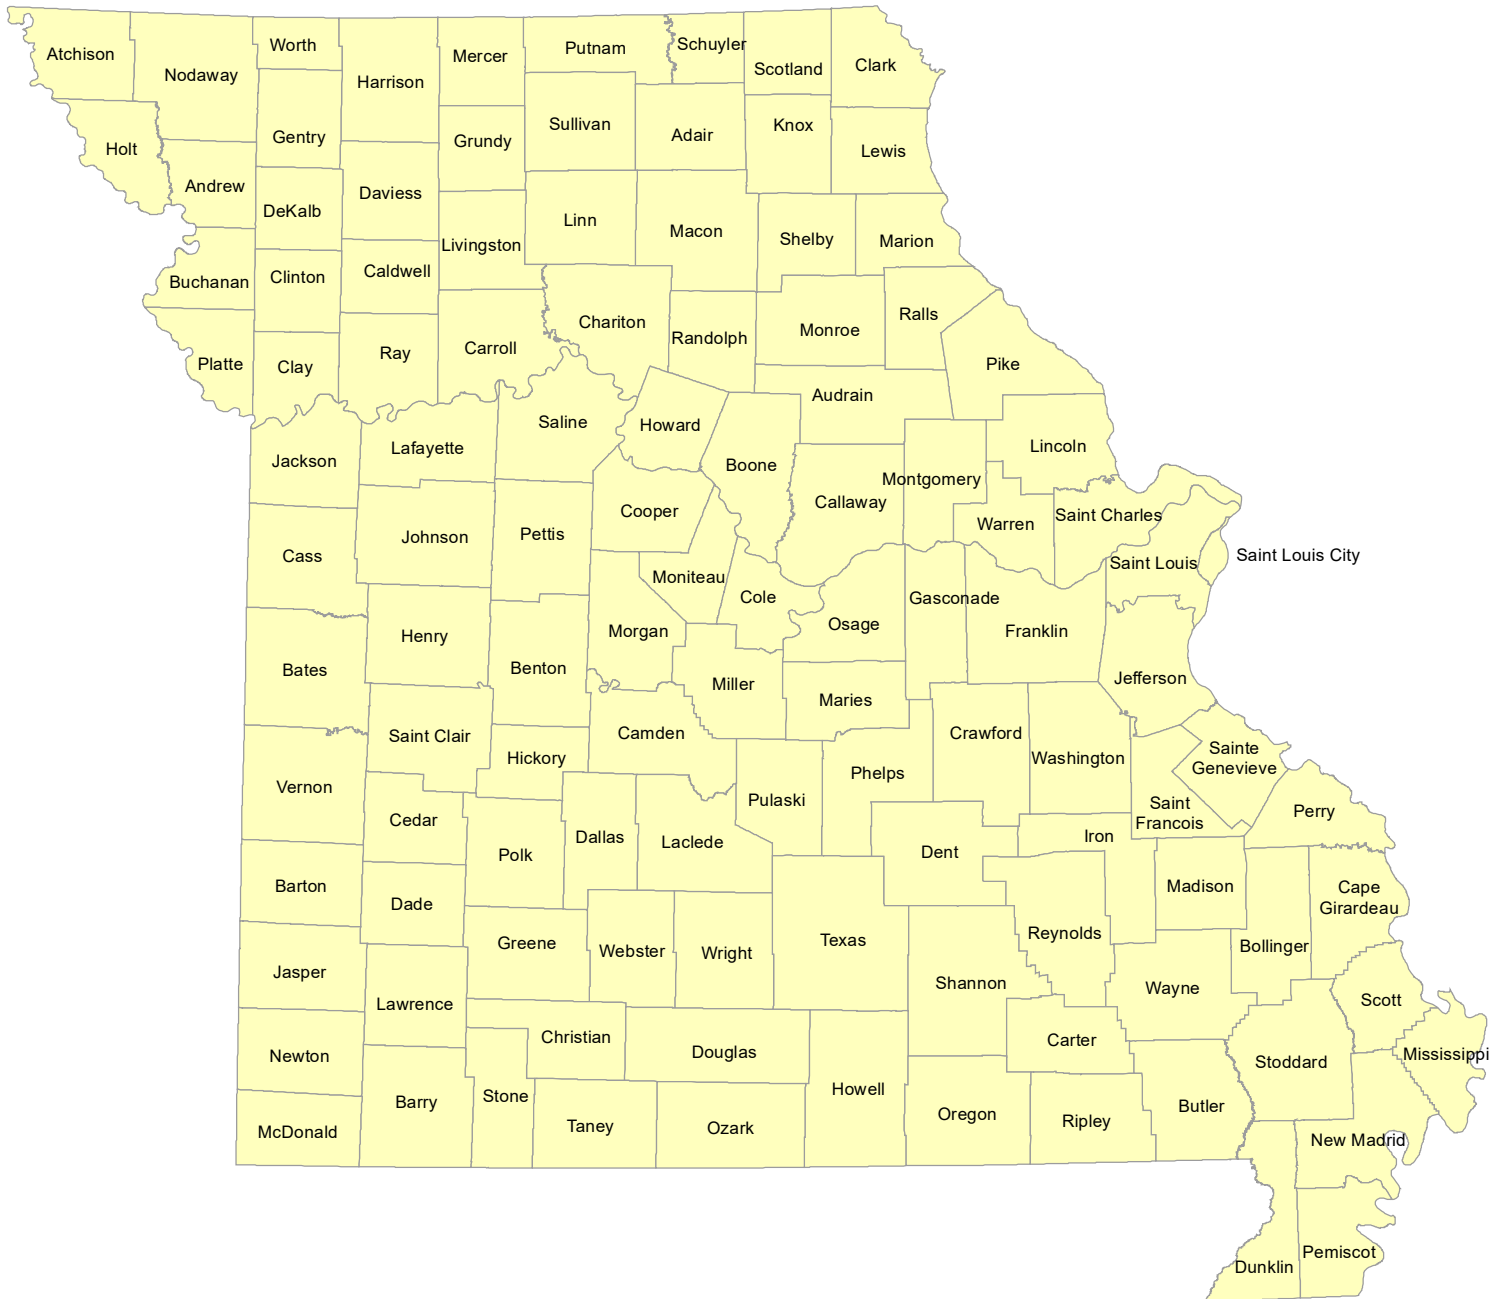 Atchison
Nodaway
Worth
Harrison
Mercer
Putnam
Schuyler
Scotland
Clark
Gentry
Grundy
Sullivan
Adair
Knox
Lewis
Holt
Andrew
DeKalb
Daviess
Livingston
Linn
Macon
Shelby
Marion
Buchanan
Clinton
Caldwell
Chariton
Randolph
Monroe
Ralls
Pike
Platte
Clay
Ray
Carroll
Audrain
Saline
Howard
Boone
Lincoln
Jackson
Lafayette
Montgomery
Callaway
Cooper
Warren
Saint Charles
Cass
Johnson
Pettis
Saint Louis
Saint Louis City
Moniteau
Cole
Gasconade
Osage
Franklin
Henry
Morgan
Bates
Benton
Miller
Maries
Jefferson
Saint Clair
Camden
Crawford
Washington
Sainte
Genevieve
Hickory
Vernon
Phelps
Pulaski
Saint
Francois
Perry
Cedar
Polk
Dallas
Laclede
Dent
Iron
Barton
Dade
Madison
Cape
Girardeau
Greene
Webster
Wright
Texas
Reynolds
Bollinger
Jasper
Lawrence
Shannon
Wayne
Scott
Newton
Christian
Douglas
Carter
Stoddard
Mississippi
Barry
Stone
Howell
McDonald
Taney
Ozark
Oregon
Ripley
Butler
New Madrid
Dunklin
Pemiscot